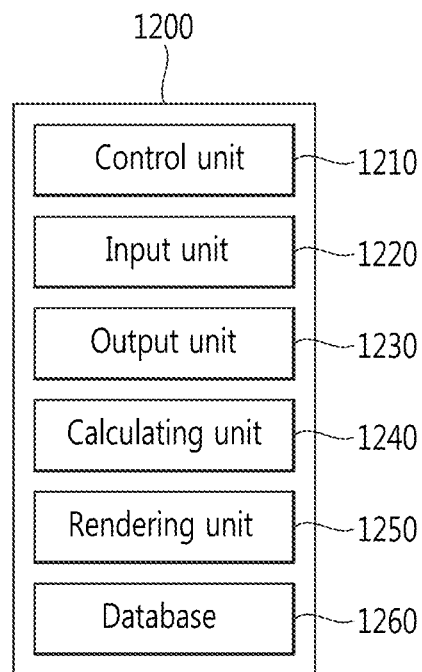 1200
Control unit 1210
Input unit 1220
Output unit 1230
Calculating unit 1240
Rendering unit 1250
Database 1260